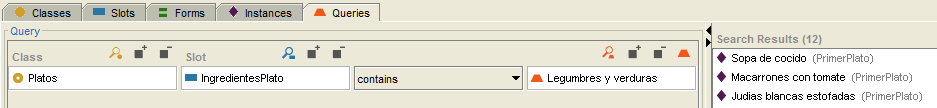 Classes Slots Forms Instances Queries
Query
Class Slot
Platos IngredientesPlato contains Legumbres y verduras
Search Results (12)
Sopa de cocido (PrimerPlato)
Macarrones con tomate (PrimerPlato)
Judias blancas estofadas (PrimerPlato)